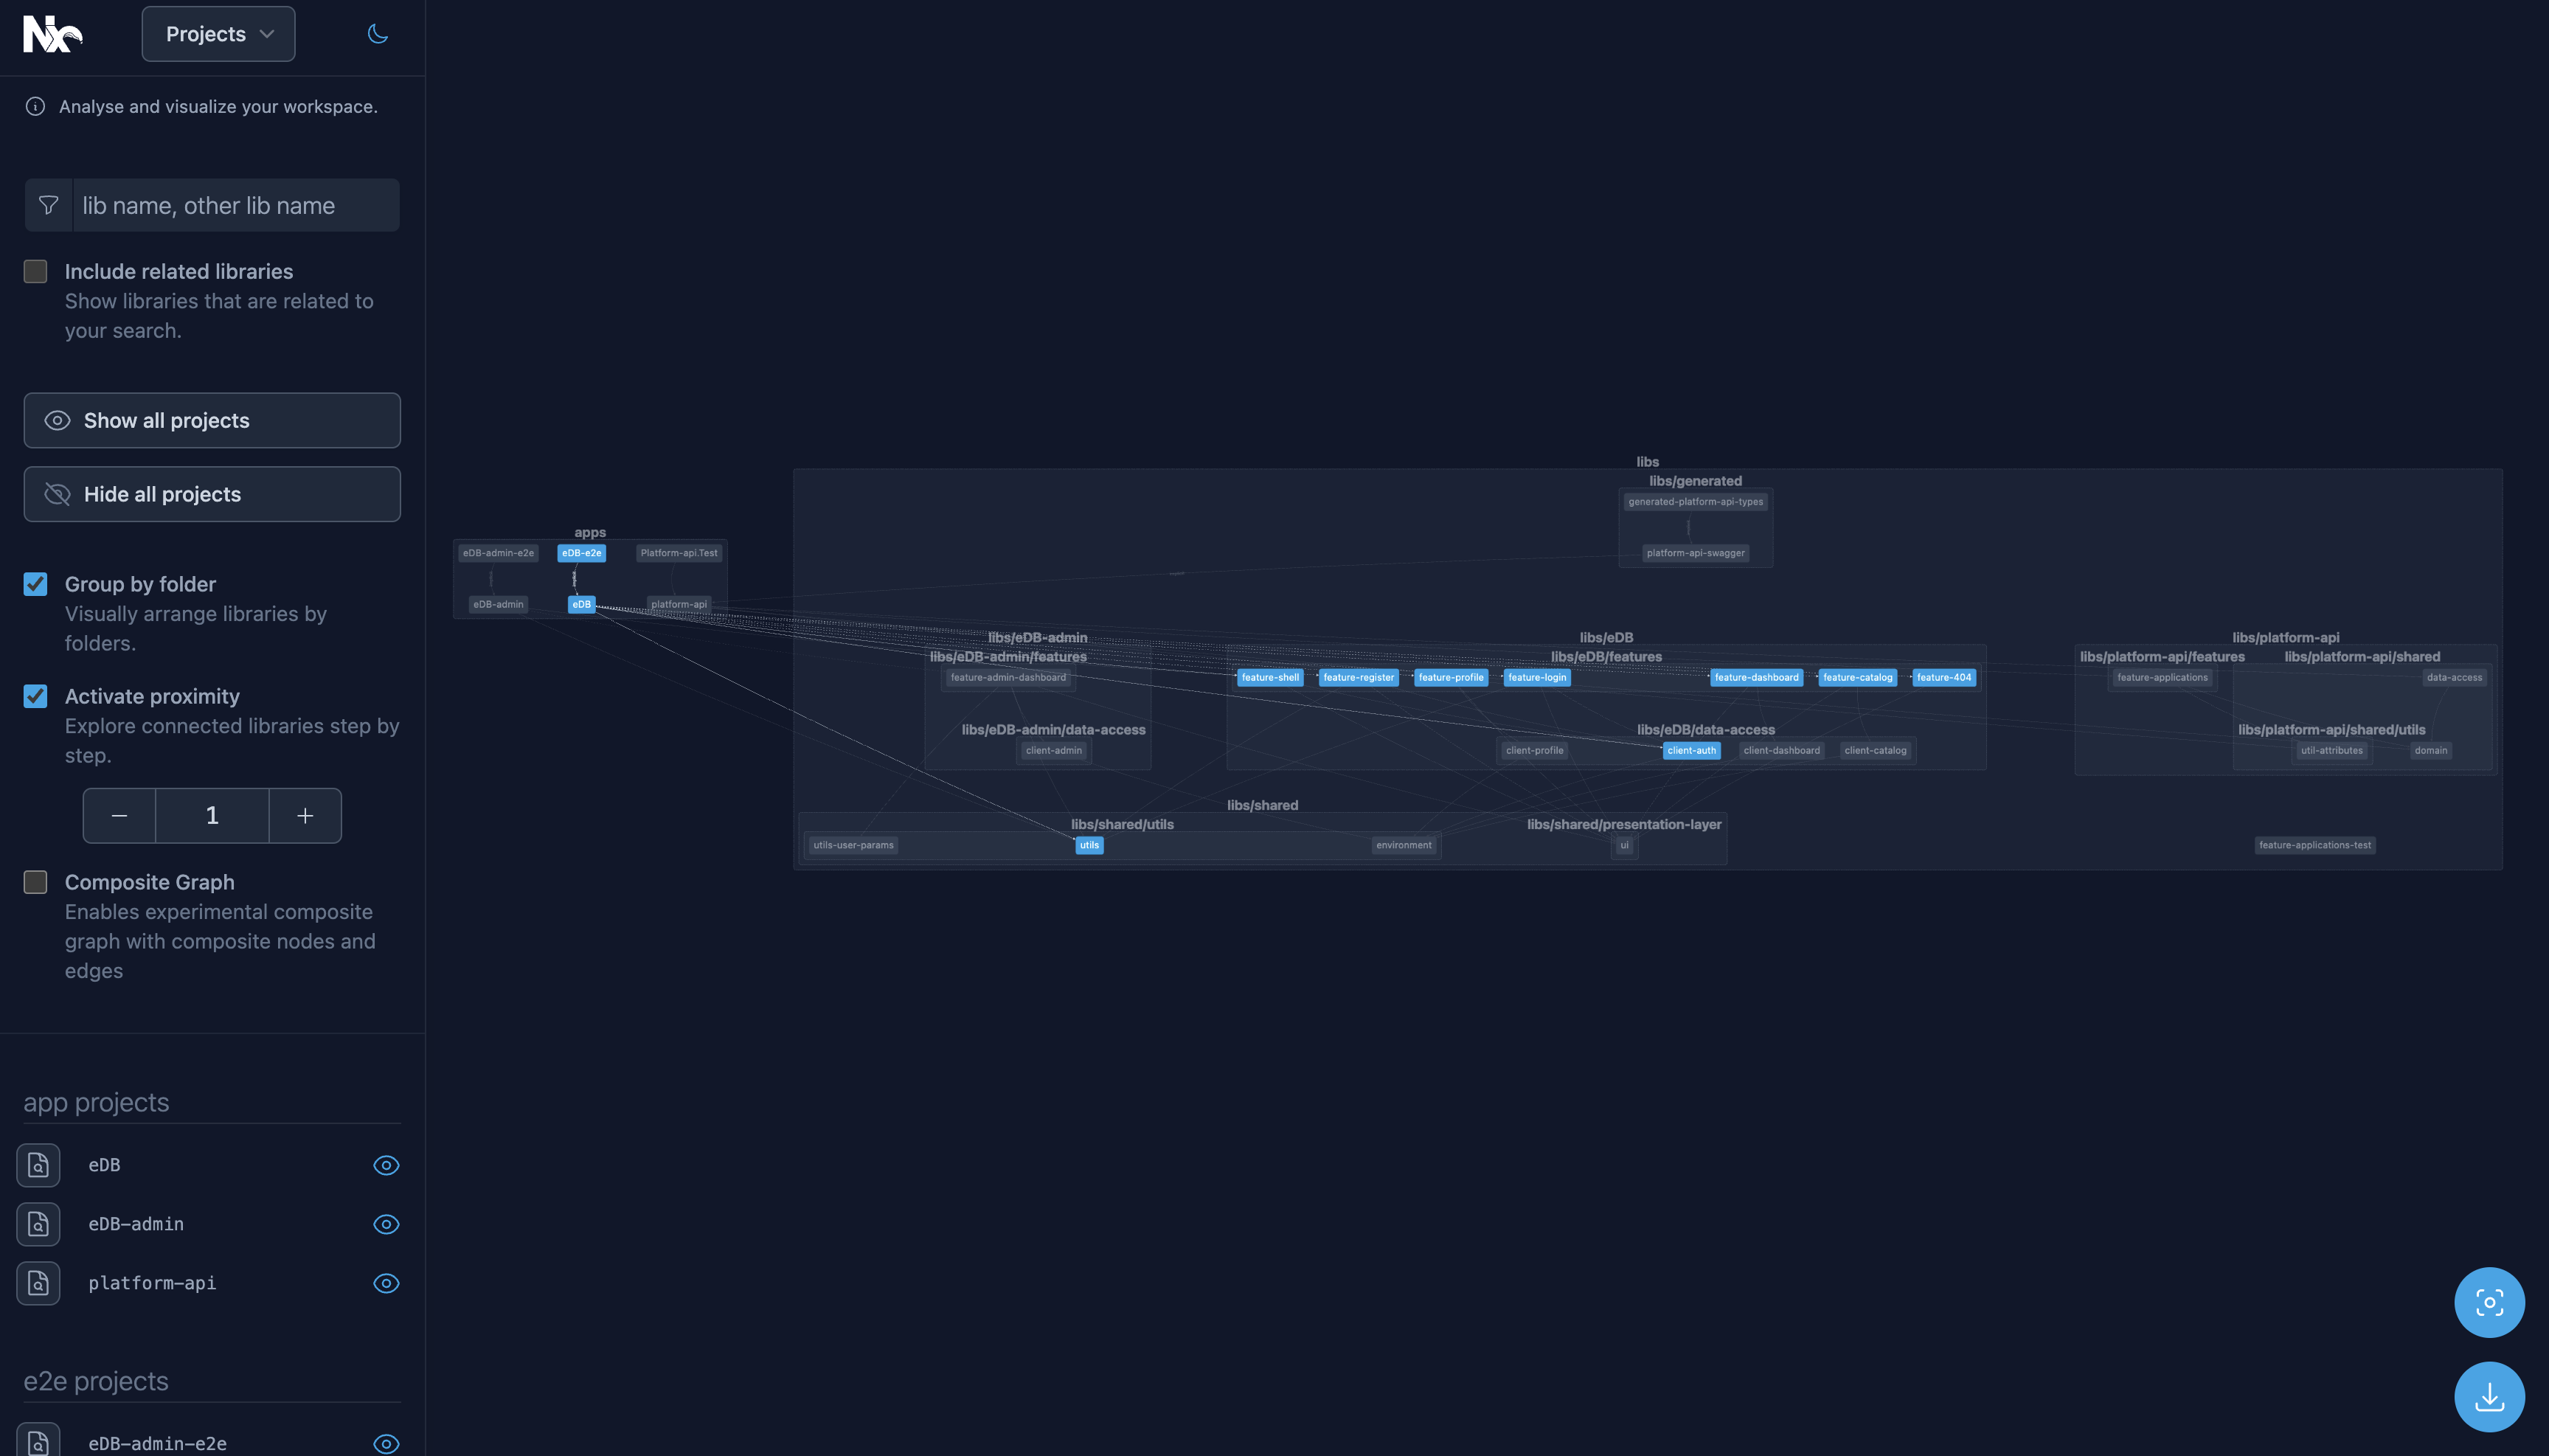 Nx
Projects
Analyse and visualize your workspace.
lib name, other lib name
Include related libraries
Show libraries that are related to
your search.
Show all projects
Hide all projects
Group by folder
Visually arrange libraries by
folders.
Activate proximity
Explore connected libraries step by
step.
1
Composite Graph
Enables experimental composite
graph with composite nodes and
edges
app projects
eDB
eDB-admin
platform-api
e2e projects
eDB-admin-e2e
apps
eDB-admin-e2e
eDB-e2e
Platform-api.Test
eDB-admin
eDB
platform-api
libs
libs/generated
generated-platform-api-types
platform-api-swagger
libs/eDB-admin
libs/eDB-admin/features
feature-admin-dashboard
libs/eDB-admin/data-access
client-admin
libs/eDB
libs/eDB/features
feature-shell
feature-register
feature-profile
feature-login
feature-dashboard
feature-catalog
feature-404
libs/eDB/data-access
client-profile
client-auth
client-dashboard
client-catalog
libs/platform-api
libs/platform-api/features
libs/platform-api/shared
feature-applications
data-access
libs/platform-api/shared/utils
util-attributes
domain
libs/shared
libs/shared/utils
libs/shared/presentation-layer
utils-user-params
utils
environment
ui
feature-applications-test